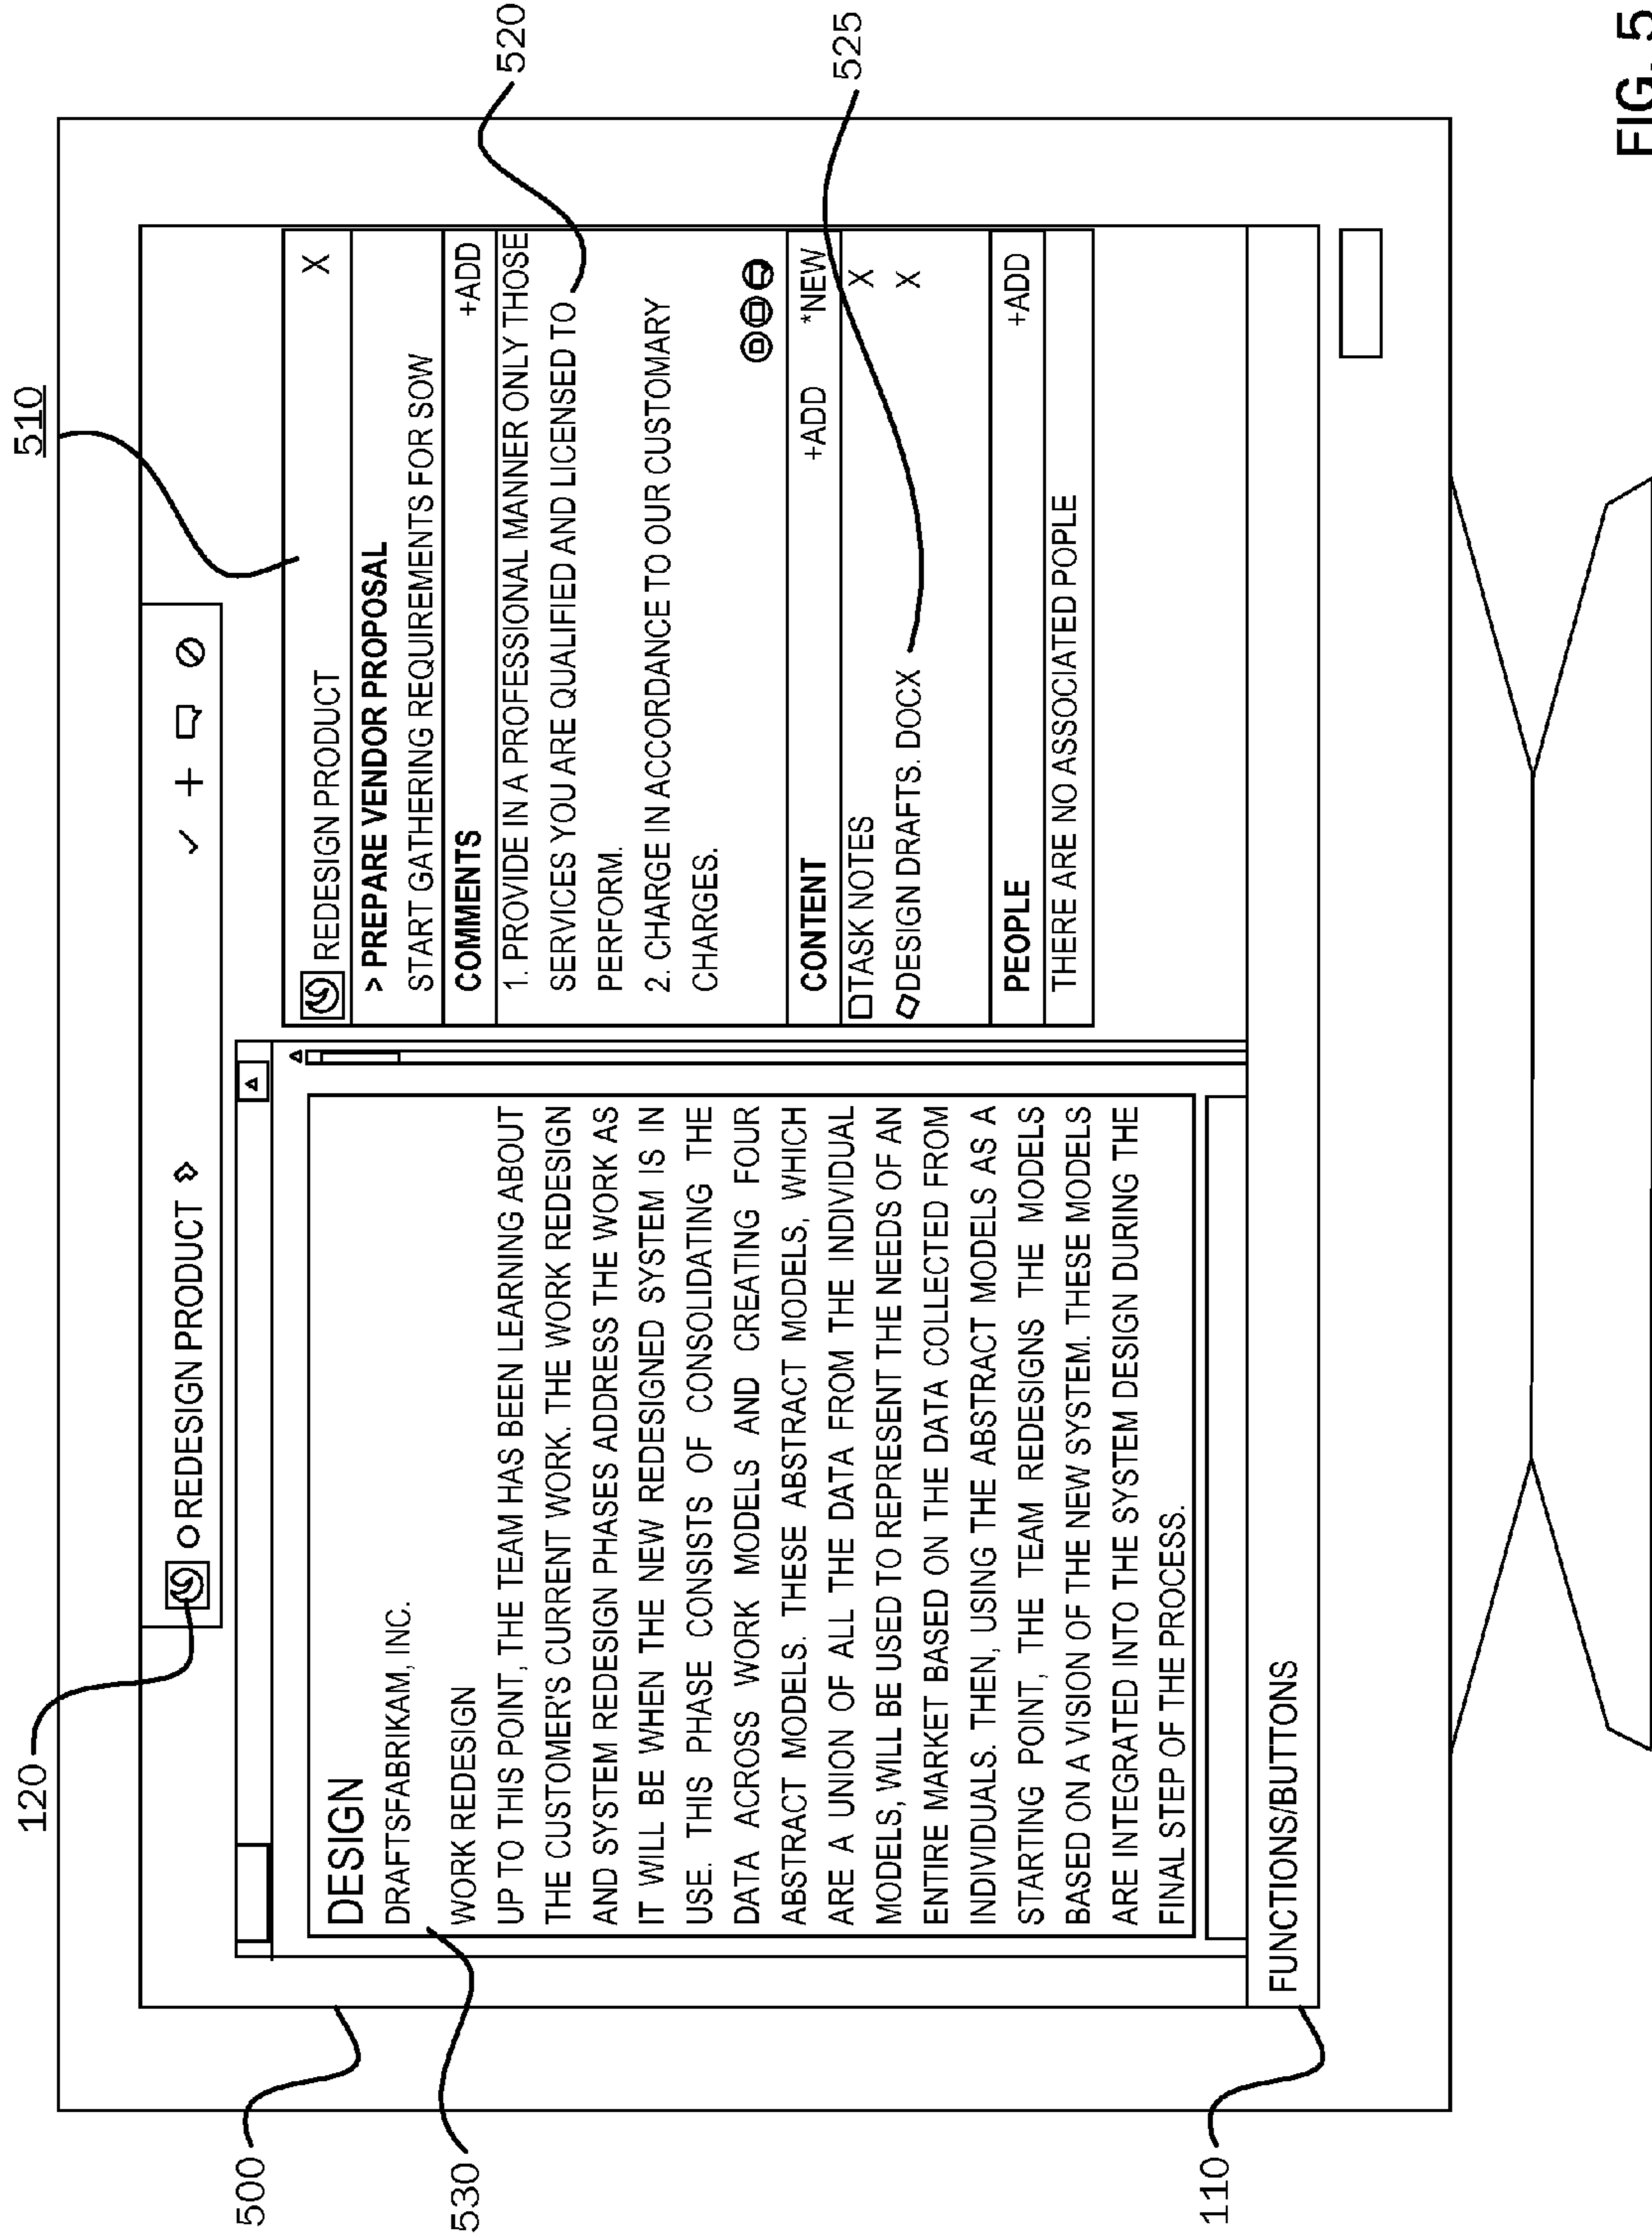 510
120
520
500
525
530
110
O REDESIGN PRODUCT
DESIGN
DRAFTSFABRIKAM, INC.
WORK REDESIGN
UP TO THIS POINT, THE TEAM HAS BEEN LEARNING ABOUT
THE CUSTOMER'S CURRENT WORK. THE WORK REDESIGN
AND SYSTEM REDESIGN PHASES ADDRESS THE WORK AS
IT WILL BE WHEN THE NEW REDESIGNED SYSTEM IS IN
USE. THIS PHASE CONSISTS OF CONSOLIDATING THE
DATA ACROSS WORK MODELS AND CREATING FOUR
ABSTRACT MODELS. THESE ABSTRACT MODELS, WHICH
ARE A UNION OF ALL THE DATA FROM THE INDIVIDUAL
MODELS, WILL BE USED TO REPRESENT THE NEEDS OF AN
ENTIRE MARKET BASED ON THE DATA COLLECTED FROM
INDIVIDUALS. THEN, USING THE ABSTRACT MODELS AS A
STARTING POINT, THE TEAM REDESIGNS THE MODELS
BASED ON A VISION OF THE NEW SYSTEM. THESE MODELS
ARE INTEGRATED INTO THE SYSTEM DESIGN DURING THE
FINAL STEP OF THE PROCESS.
REDESIGN PRODUCT X
> PREPARE VENDOR PROPOSAL
START GATHERING REQUIREMENTS FOR SOW
COMMENTS +ADD
1. PROVIDE IN A PROFESSIONAL MANNER ONLY THOSE
SERVICES YOU ARE QUALIFIED AND LICENSED TO
PERFORM.
2. CHARGE IN ACCORDANCE TO OUR CUSTOMARY
CHARGES.
CONTENT +ADD *NEW
TASK NOTES X
DESIGN DRAFTS. DOCX X
PEOPLE +ADD
THERE ARE NO ASSOCIATED POPLE
FUNCTIONS/BUTTONS
FIG. 5